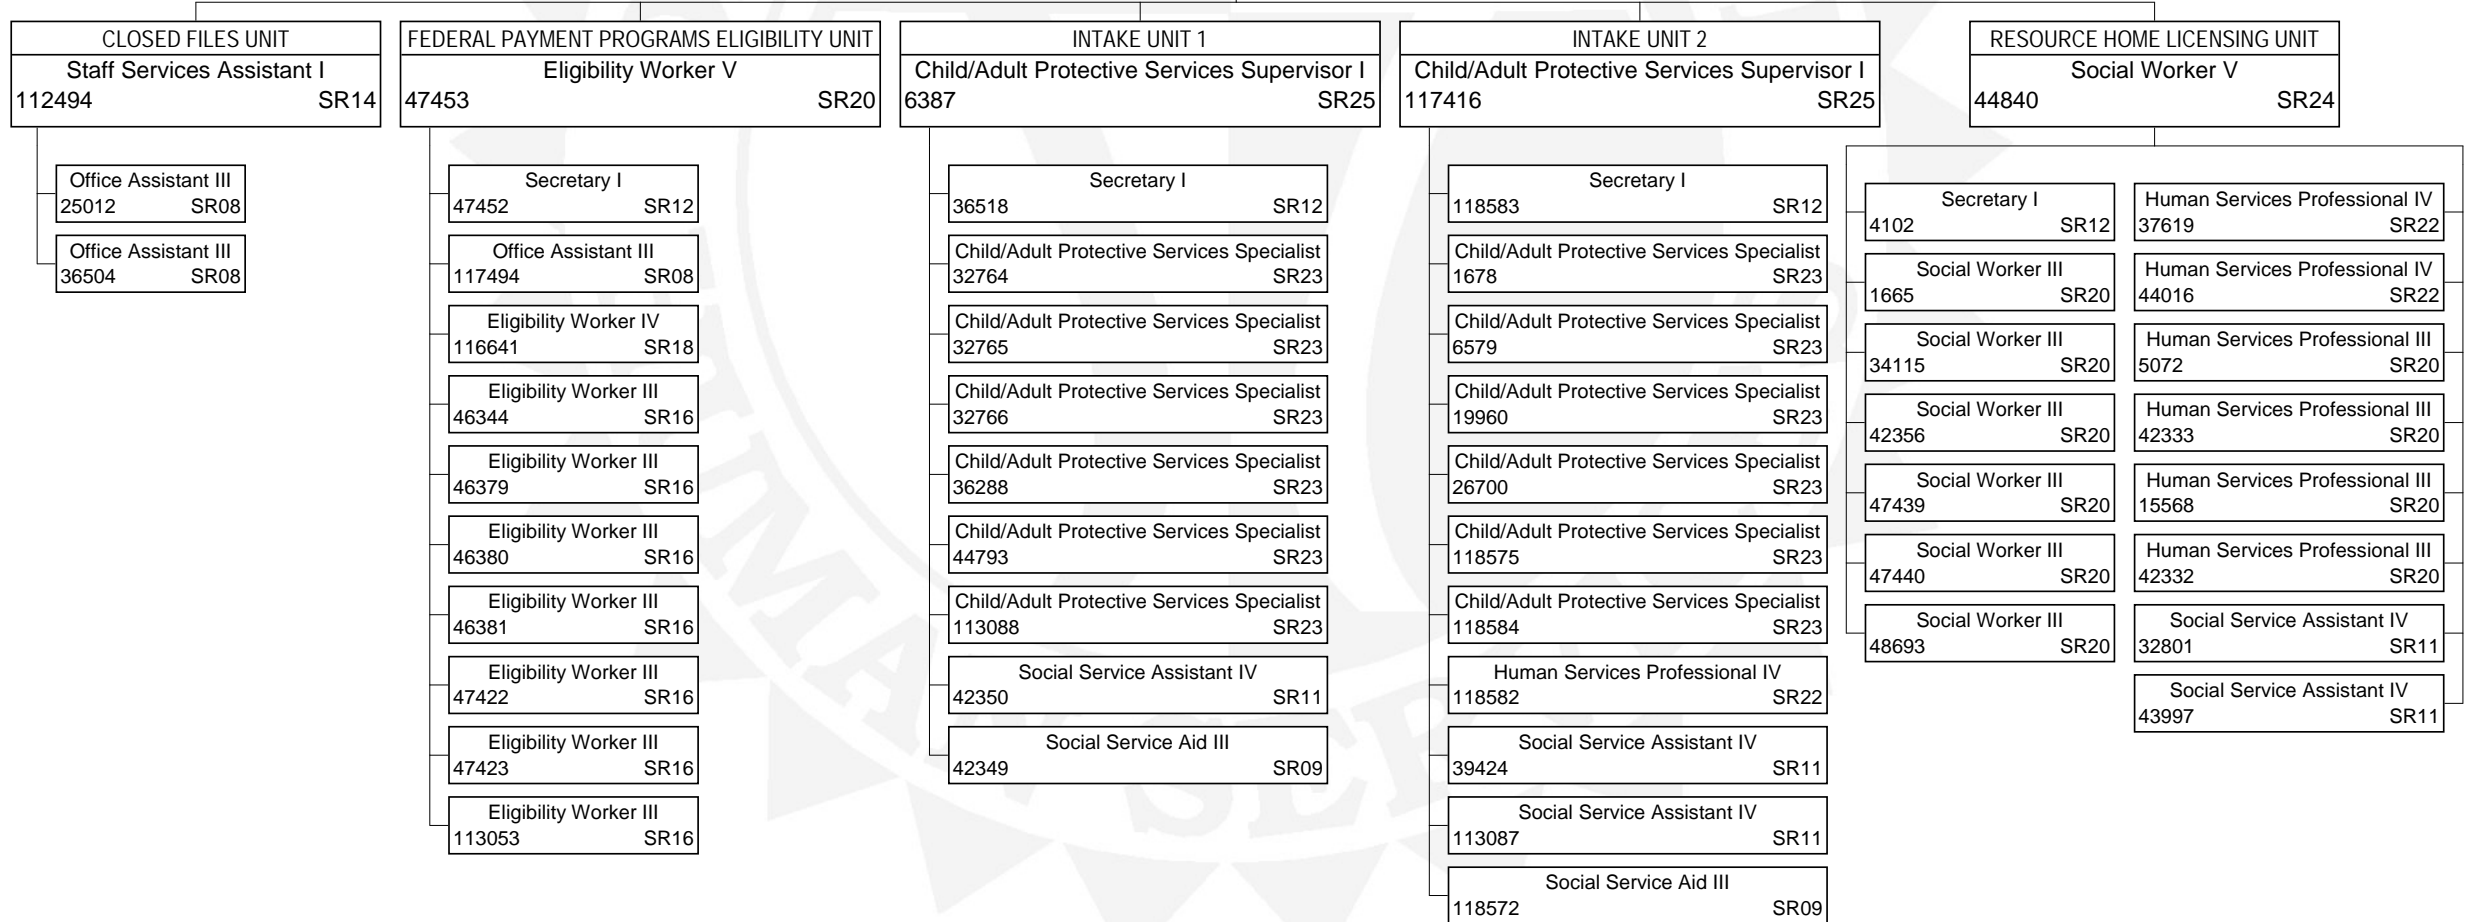 CLOSED FILES UNIT
Staff Services Assistant I
112494 SR14
Office Assistant III
25012 SR08
Office Assistant III
36504 SR08
FEDERAL PAYMENT PROGRAMS ELIGIBILITY UNIT
Eligibility Worker V
47453 SR20
Secretary I
47452 SR12
Office Assistant III
117494 SR08
Eligibility Worker IV
116641 SR18
Eligibility Worker III
46344 SR16
Eligibility Worker III
46379 SR16
Eligibility Worker III
46380 SR16
Eligibility Worker III
46381 SR16
Eligibility Worker III
47422 SR16
Eligibility Worker III
47423 SR16
Eligibility Worker III
113053 SR16
INTAKE UNIT 1
Child/Adult Protective Services Supervisor I
6387 SR25
Secretary I
36518 SR12
Child/Adult Protective Services Specialist
32764 SR23
Child/Adult Protective Services Specialist
32765 SR23
Child/Adult Protective Services Specialist
32766 SR23
Child/Adult Protective Services Specialist
36288 SR23
Child/Adult Protective Services Specialist
44793 SR23
Child/Adult Protective Services Specialist
113088 SR23
Social Service Assistant IV
42350 SR11
Social Service Aid III
42349 SR09
INTAKE UNIT 2
Child/Adult Protective Services Supervisor I
117416 SR25
Secretary I
118583 SR12
Child/Adult Protective Services Specialist
1678 SR23
Child/Adult Protective Services Specialist
6579 SR23
Child/Adult Protective Services Specialist
19960 SR23
Child/Adult Protective Services Specialist
26700 SR23
Child/Adult Protective Services Specialist
118575 SR23
Child/Adult Protective Services Specialist
118584 SR23
Human Services Professional IV
118582 SR22
Social Service Assistant IV
39424 SR11
Social Service Assistant IV
113087 SR11
Social Service Aid III
118572 SR09
RESOURCE HOME LICENSING UNIT
Social Worker V
44840 SR24
Secretary I
4102 SR12
Social Worker III
1665 SR20
Social Worker III
34115 SR20
Social Worker III
42356 SR20
Social Worker III
47439 SR20
Social Worker III
47440 SR20
Social Worker III
48693 SR20
Human Services Professional IV
37619 SR22
Human Services Professional IV
44016 SR22
Human Services Professional III
5072 SR20
Human Services Professional III
42333 SR20
Human Services Professional III
15568 SR20
Human Services Professional III
42332 SR20
Social Service Assistant IV
32801 SR11
Social Service Assistant IV
43997 SR11